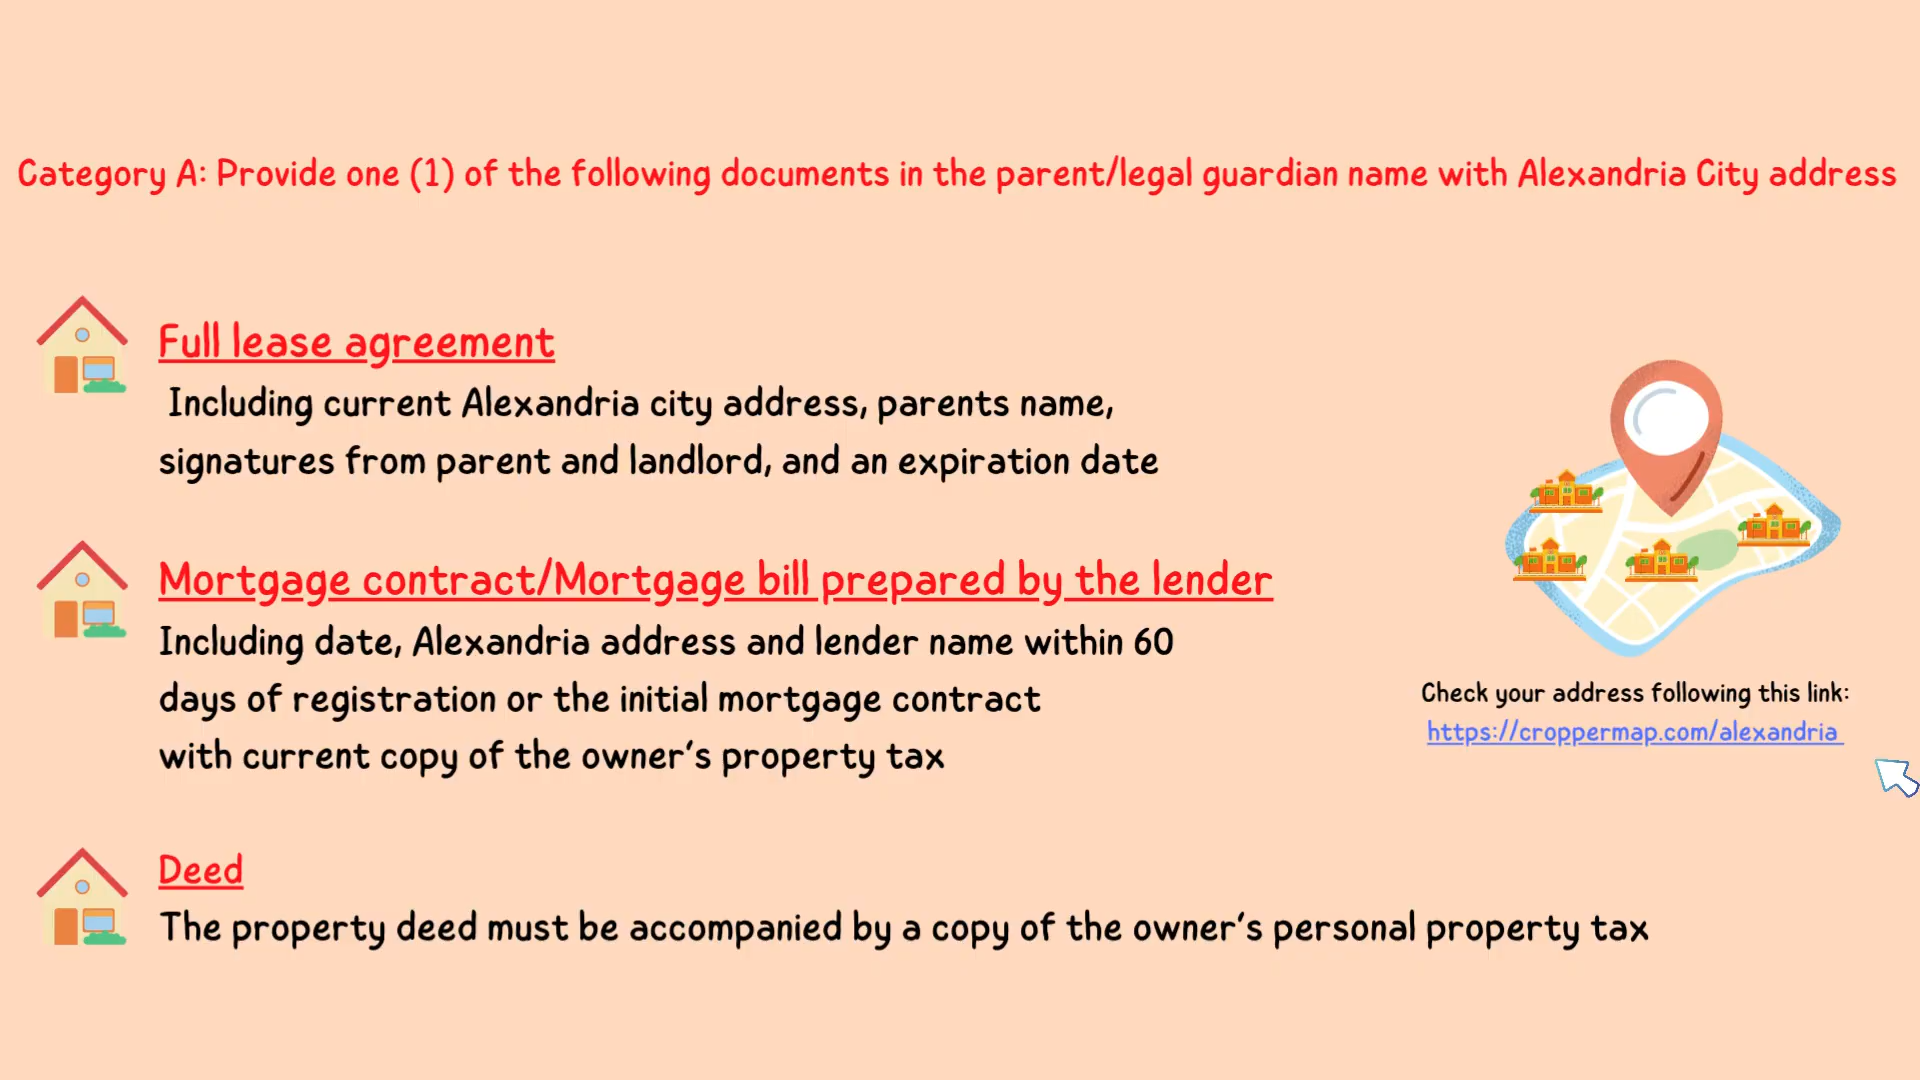 Category A: Provide one (1) of the following documents in the parent/legal guardian name with Alexandria City address
Full lease agreement
Including current Alexandria city address, parents name,
signatures from parent and landlord, and an expiration date
Mortgage contract/Mortgage bill prepared by the lender
Including date, Alexandria address and lender name within 60
days of registration or the initial mortgage contract
with current copy of the owner's property tax
Deed
The property deed must be accompanied by a copy of the owner's personal property tax
Check your address following this link:
https://croppermap.com/alexandria